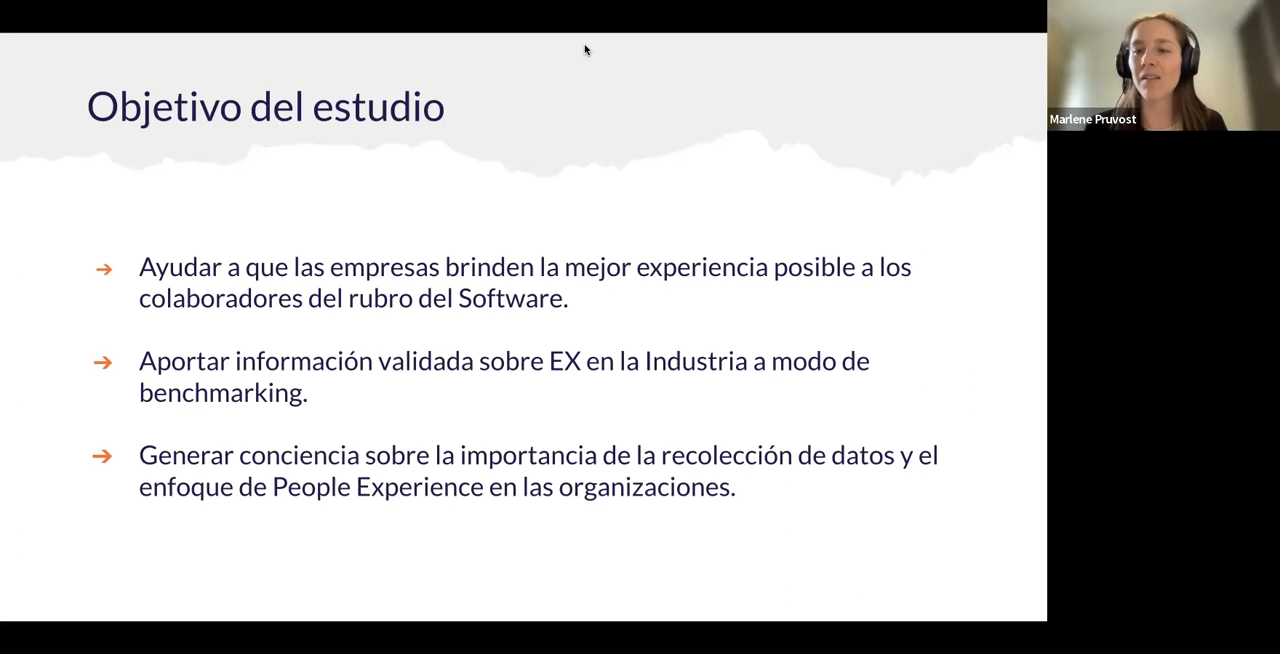 Objetivo del estudio
➔ Ayudar a que las empresas brinden la mejor experiencia posible a los
colaboradores del rubro del Software.
➔ Aportar información validada sobre EX en la Industria a modo de
benchmarking.
➔ Generar conciencia sobre la importancia de la recolección de datos y el
enfoque de People Experience en las organizaciones.
Marlene Pruvost